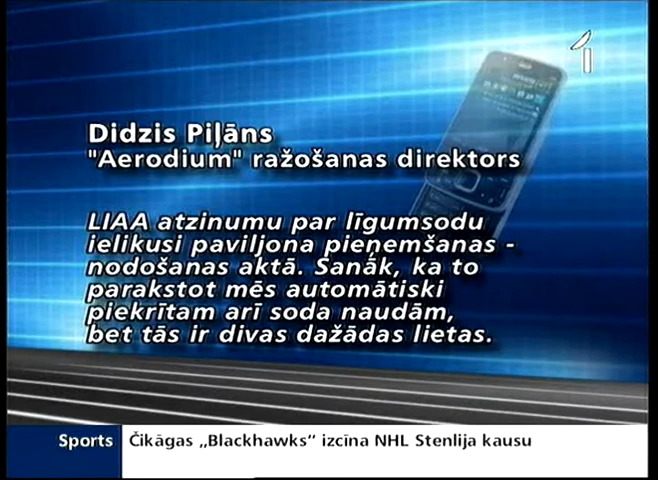 1
Didzis Piļāns
"Aerodium" ražošanas direktors
LIAA atzinumu par līgumsodu
ielikusi paviljona pieņemšanas -
nodošanas aktā. Sanāk, ka to
parakstot mēs automātiski
piekrītam arī soda naudām,
bet tās ir divas dažādas lietas.
Sports Čikāgas „Blackhawks“ izcīna NHL Stenlija kausu